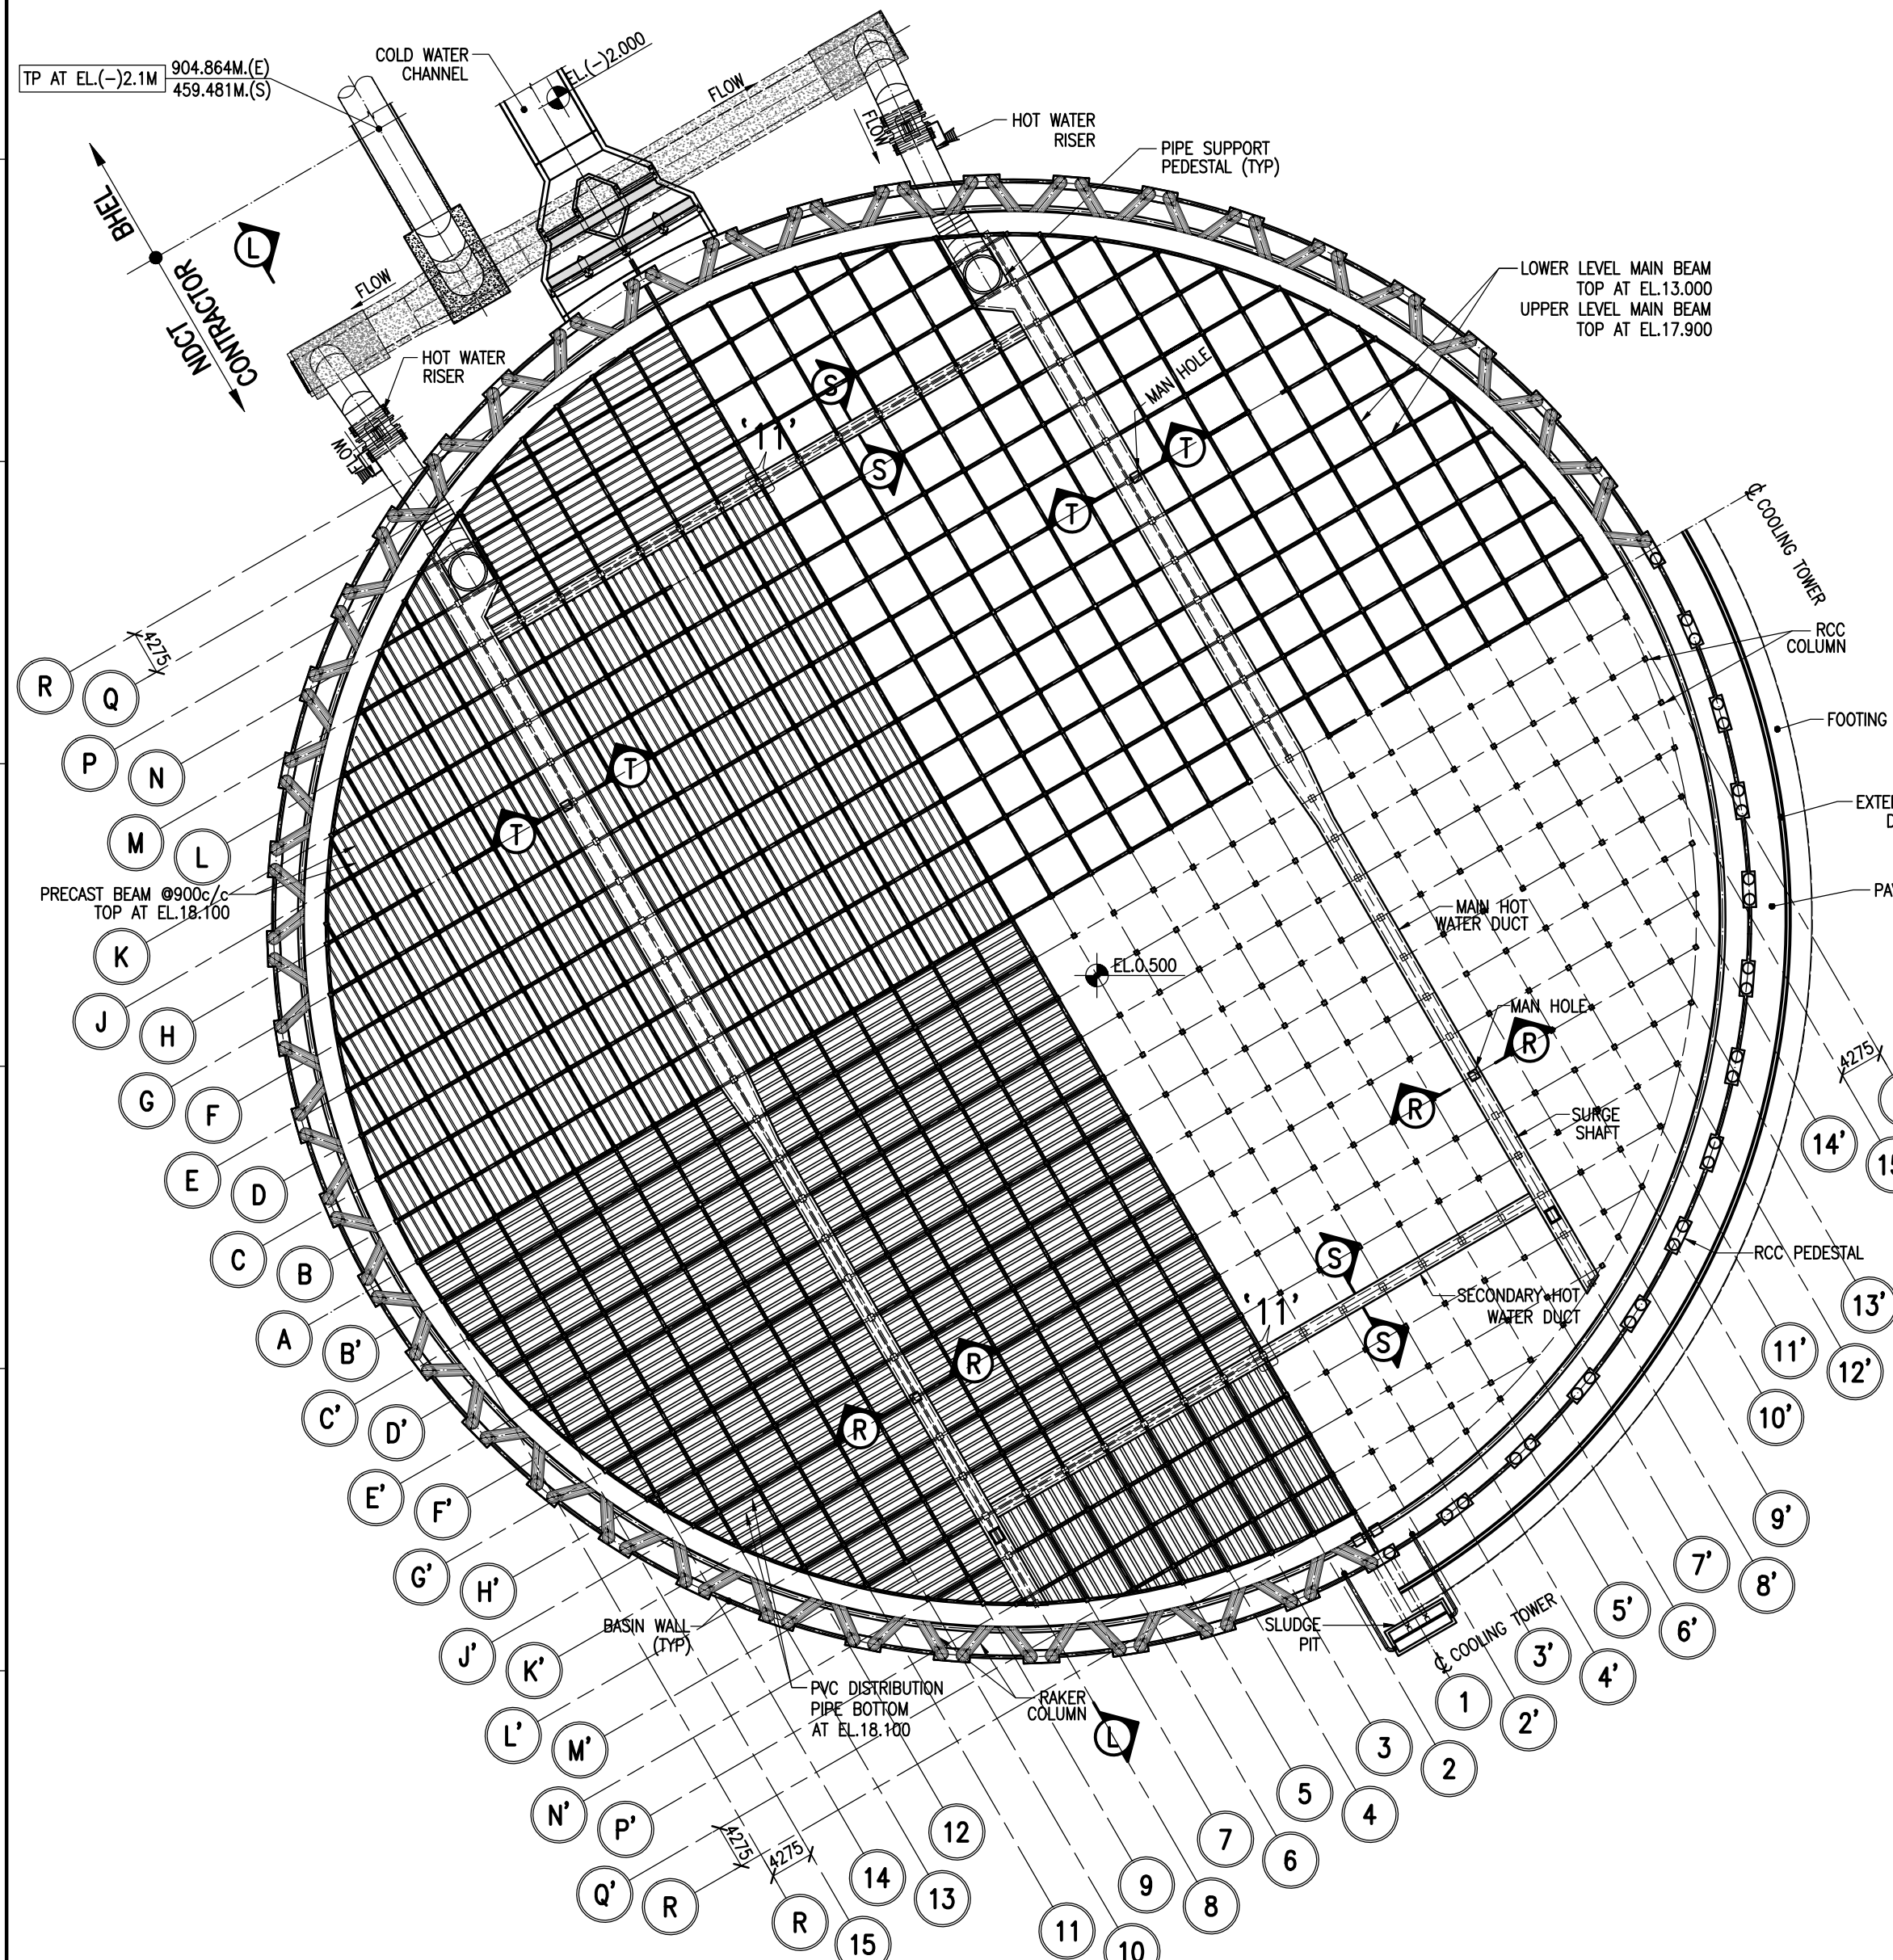 TP AT EL.(-)2.1M
904.864M.(E)
459.481M.(S)
COLD WATER
CHANNEL
EL.(-)2.000
FLOW
FLOW
HOT WATER
RISER
PIPE SUPPORT
PEDESTAL (TYP)
BHEL
L
NDCT
CONTRACTOR
FLOW
HOT WATER
RISER
LOWER LEVEL MAIN BEAM
TOP AT EL.13.000
UPPER LEVEL MAIN BEAM
TOP AT EL.17.900
S
MAN HOLE
'11'
T
S
T
℄ COOLING TOWER
RCC
COLUMN
4275
R
Q
P
N
M
L
FOOTING
T
T
PRECAST BEAM @900c/c
TOP AT EL.18.100
MAIN HOT
WATER DUCT
K
EL.0.500
J
H
MAN HOLE
R
R
G
F
SURGE
SHAFT
4275
14'
E
D
C
B
S
RCC PEDESTAL
SECONDARY HOT
WATER DUCT
'11'
S
13'
A
B'
11'
12'
R
R
C'
D'
10'
E'
F'
9'
G'
H'
7'
8'
BASIN WALL
(TYP)
SLUDGE
PIT
℄ COOLING TOWER
5'
6'
J'
K'
3'
4'
PVC DISTRIBUTION
PIPE BOTTOM
AT EL.18.100
RAKER
COLUMN
L
1
2'
L'
M'
3
2
N'
P'
5
4
4275
4275
12
7
6
Q'
R
14
13
9
8
R
15
11
10